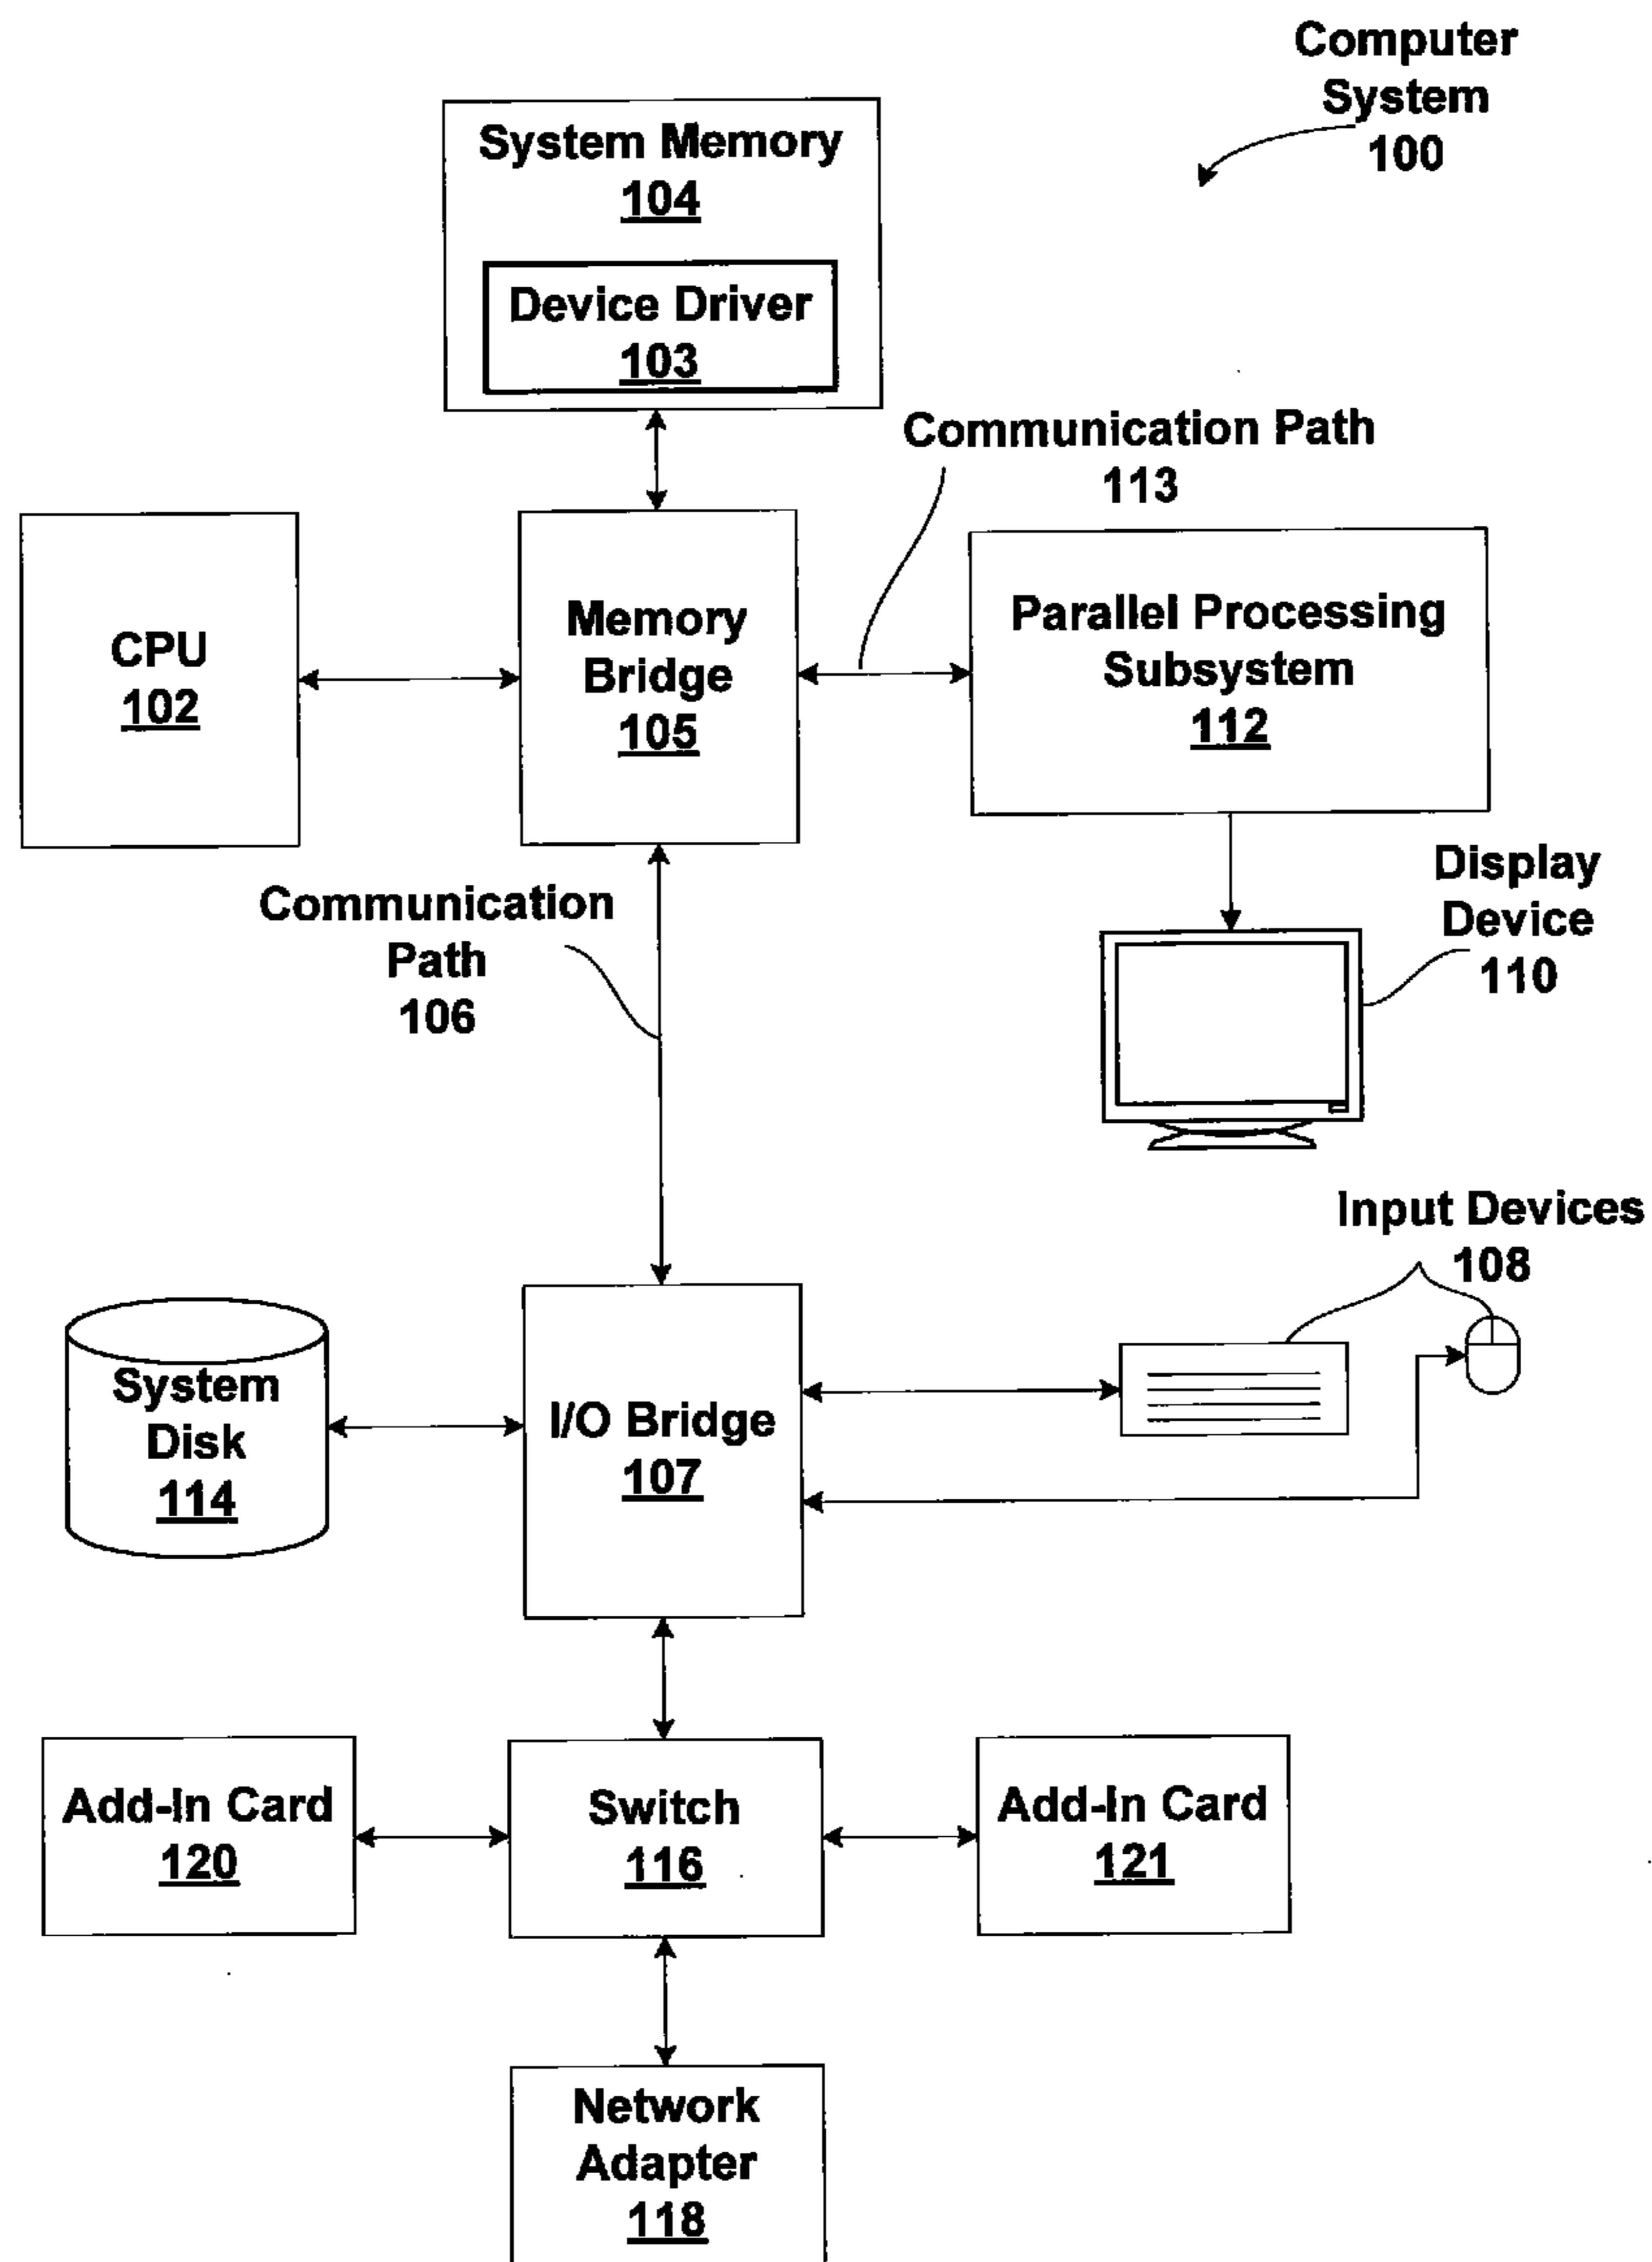 Computer
System
100
System Memory
104
Device Driver
103
Communication Path
113
CPU
102
Memory
Bridge
105
Parallel Processing
Subsystem
112
Communication
Path
106
Display
Device
110
Input Devices
108
System
Disk
114
I/O Bridge
107
Add-In Card
120
Switch
116
Add-In Card
121
Network
Adapter
118